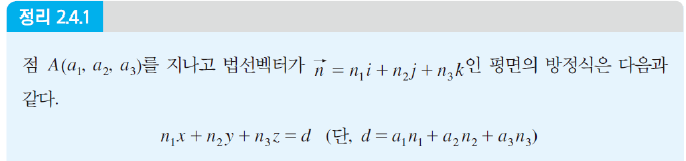 정리 2.4.1
점 A(a₁, a₂, a₃)를 지나고 법선벡터가 n⃗ = n₁i + n₂j + n₃k인 평면의 방정식은 다음과
같다.
n₁x + n₂y + n₃z = d (단, d = a₁n₁ + a₂n₂ + a₃n₃)